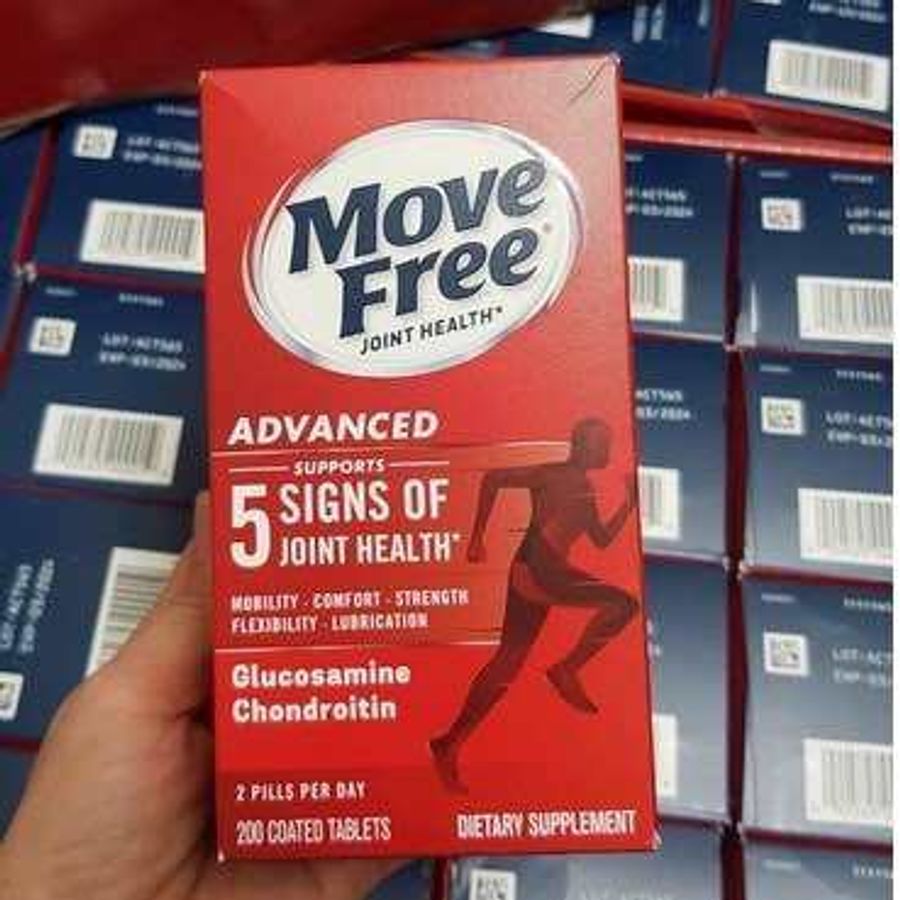 Move
Free®
JOINT HEALTH*
ADVANCED
SUPPORTS
5 SIGNS OF
JOINT HEALTH*
MOBILITY · COMFORT · STRENGTH
FLEXIBILITY · LUBRICATION
Glucosamine
Chondroitin
2 PILLS PER DAY
200 COATED TABLETS
DIETARY SUPPLEMENT